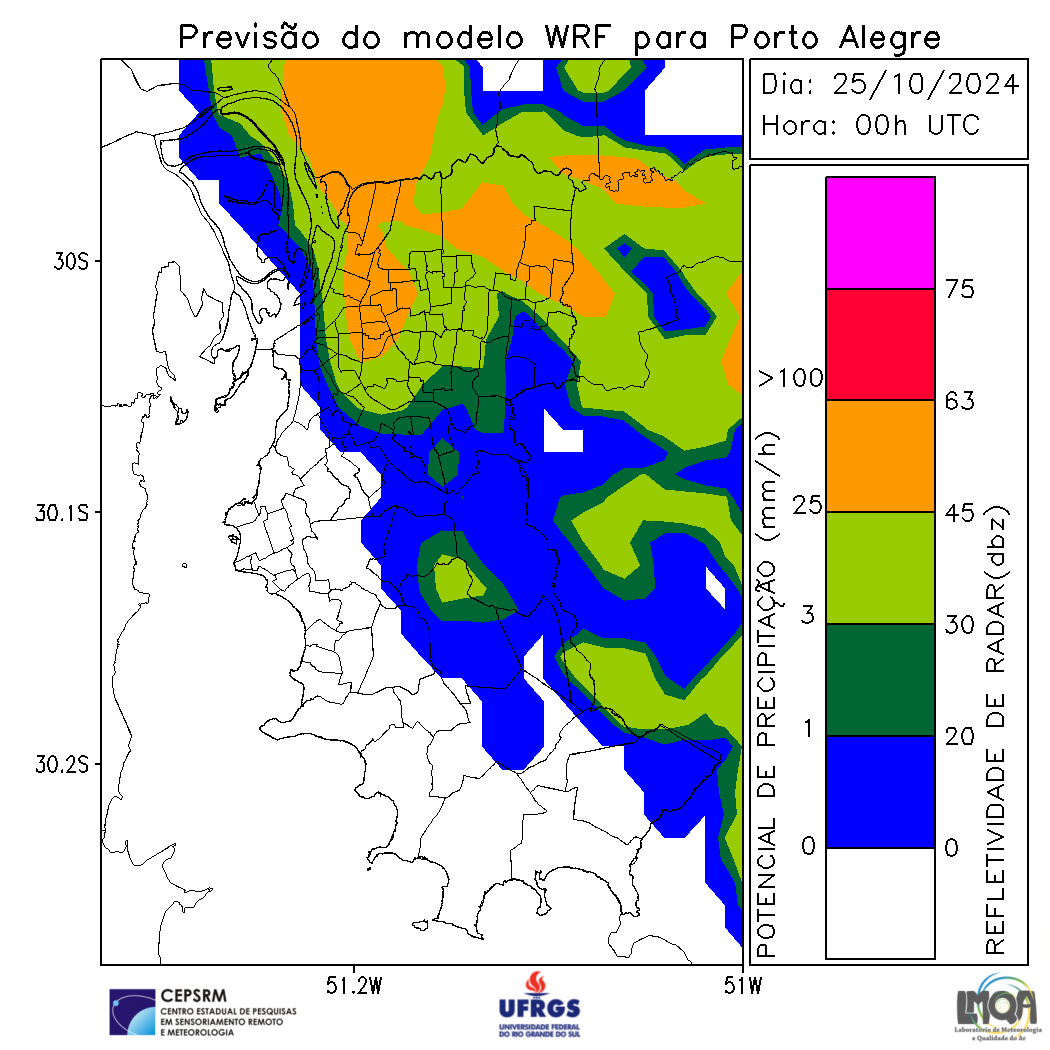 Previsão do modelo WRF para Porto Alegre
Dia: 25/10/2024
Hora: 00h UTC
30S
30.1S
30.2S
51.2W
51W
POTENCIAL DE PRECIPITAÇÃO (mm/h)
>100
25
3
1
0
75
63
45
30
20
0
REFLETIVIDADE DE RADAR(dbz)
CEPSRM
CENTRO ESTADUAL DE PESQUISAS
EM SENSORIAMENTO REMOTO
E METEOROLOGIA
UFRGS
UNIVERSIDADE FEDERAL
DO RIO GRANDE DO SUL
LMQA
Laboratório de Meteorologia
e Qualidade do Ar